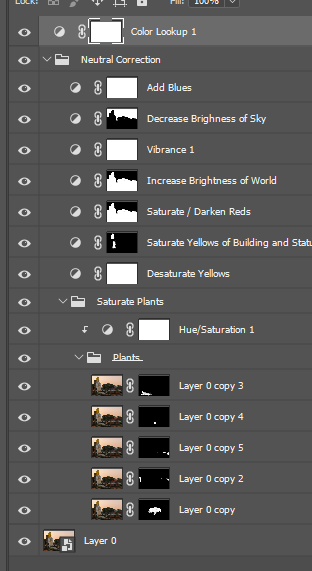 Lock:
Fill: 100%
Color Lookup 1
Neutral Correction
Add Blues
Decrease Brighness of Sky
Vibrance 1
Increase Brightness of World
Saturate / Darken Reds
Saturate Yellows of Building and Statu
Desaturate Yellows
Saturate Plants
Hue/Saturation 1
Plants
Layer 0 copy 3
Layer 0 copy 4
Layer 0 copy 5
Layer 0 copy 2
Layer 0 copy
Layer 0